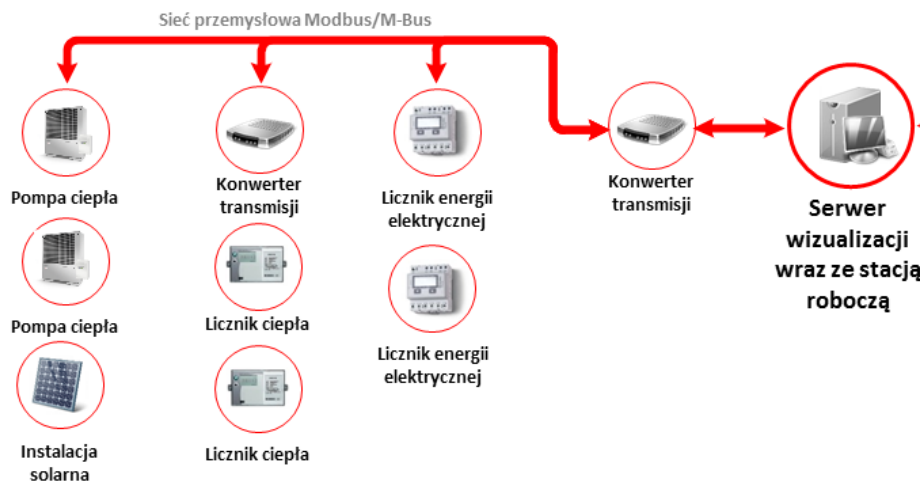 Sieć przemysłowa Modbus/M-Bus
Pompa ciepła
Konwerter
transmisji
Licznik energii
elektrycznej
Konwerter
transmisji
Serwer
wizualizacji
wraz ze stacją
roboczą
Pompa ciepła
Licznik ciepła
Licznik energii
elektrycznej
Instalacja
solarna
Licznik ciepła